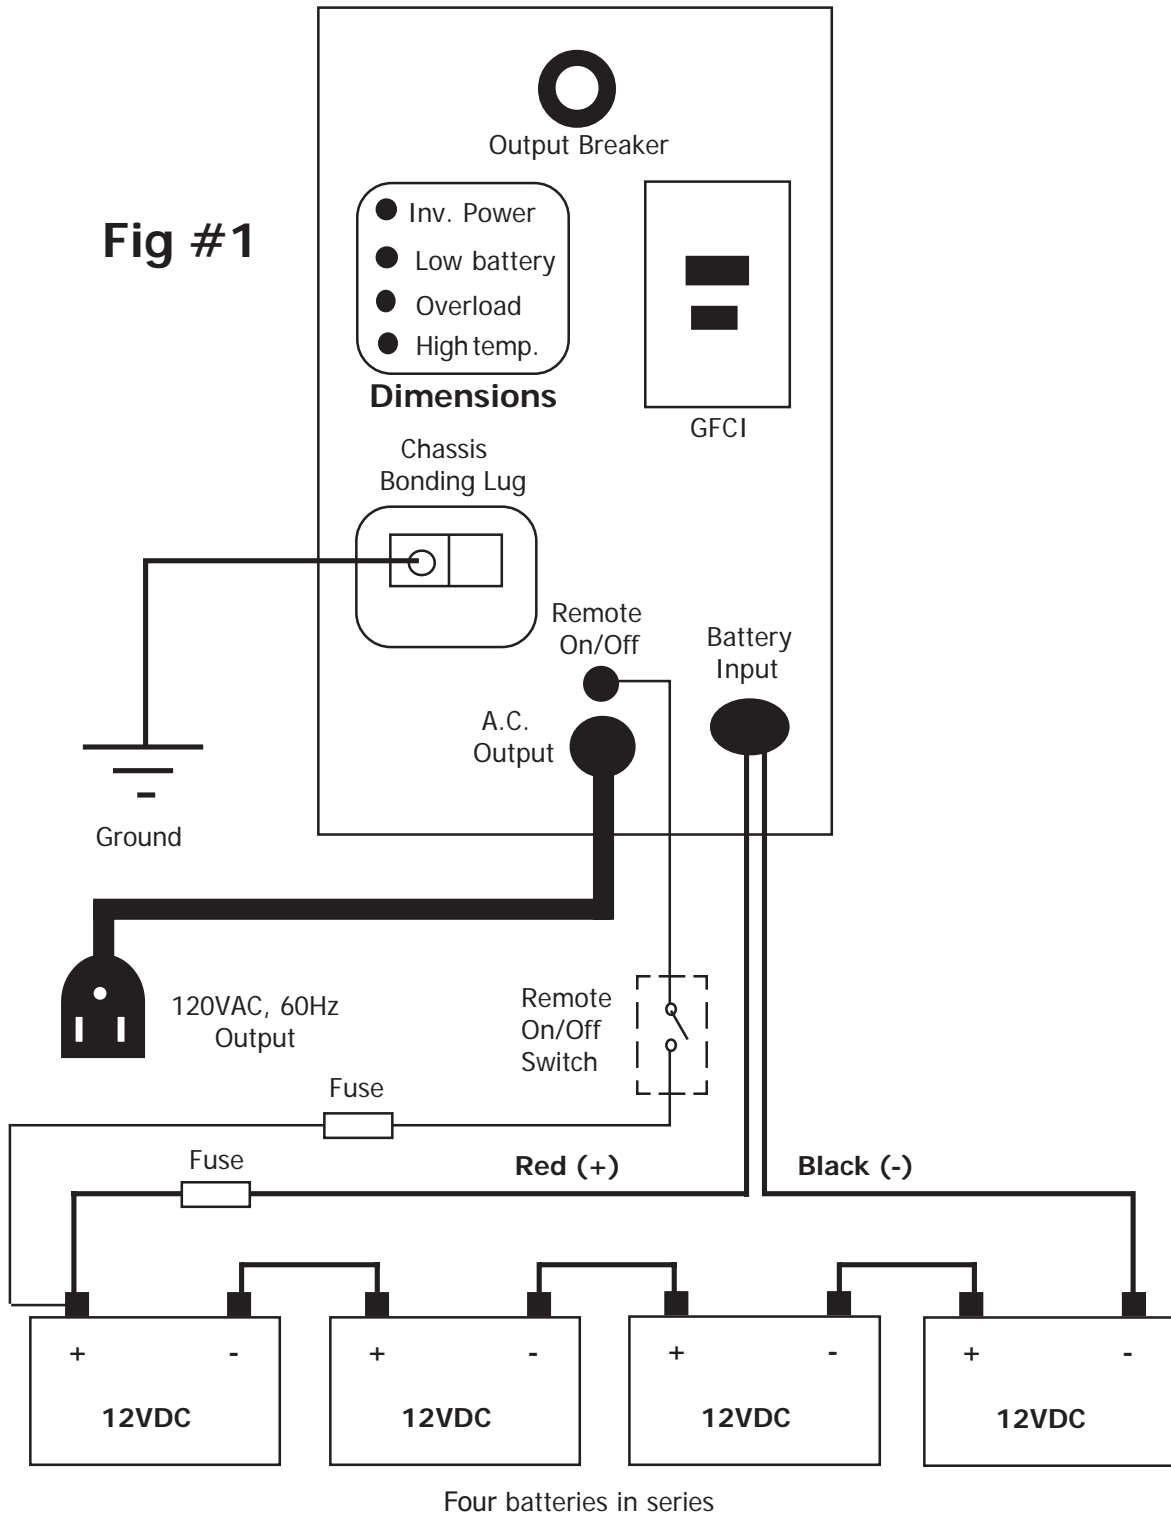 Output Breaker
Fig #1
Inv. Power
Low battery
Overload
High temp.
Dimensions
GFCI
Chassis
Bonding Lug
Remote
On/Off
Battery
Input
A.C.
Output
Ground
120VAC, 60Hz
Output
Remote
On/Off
Switch
Fuse
Fuse
Red (+)
Black (-)
+ -
+ -
+ -
+ -
12VDC
12VDC
12VDC
12VDC
Four batteries in series